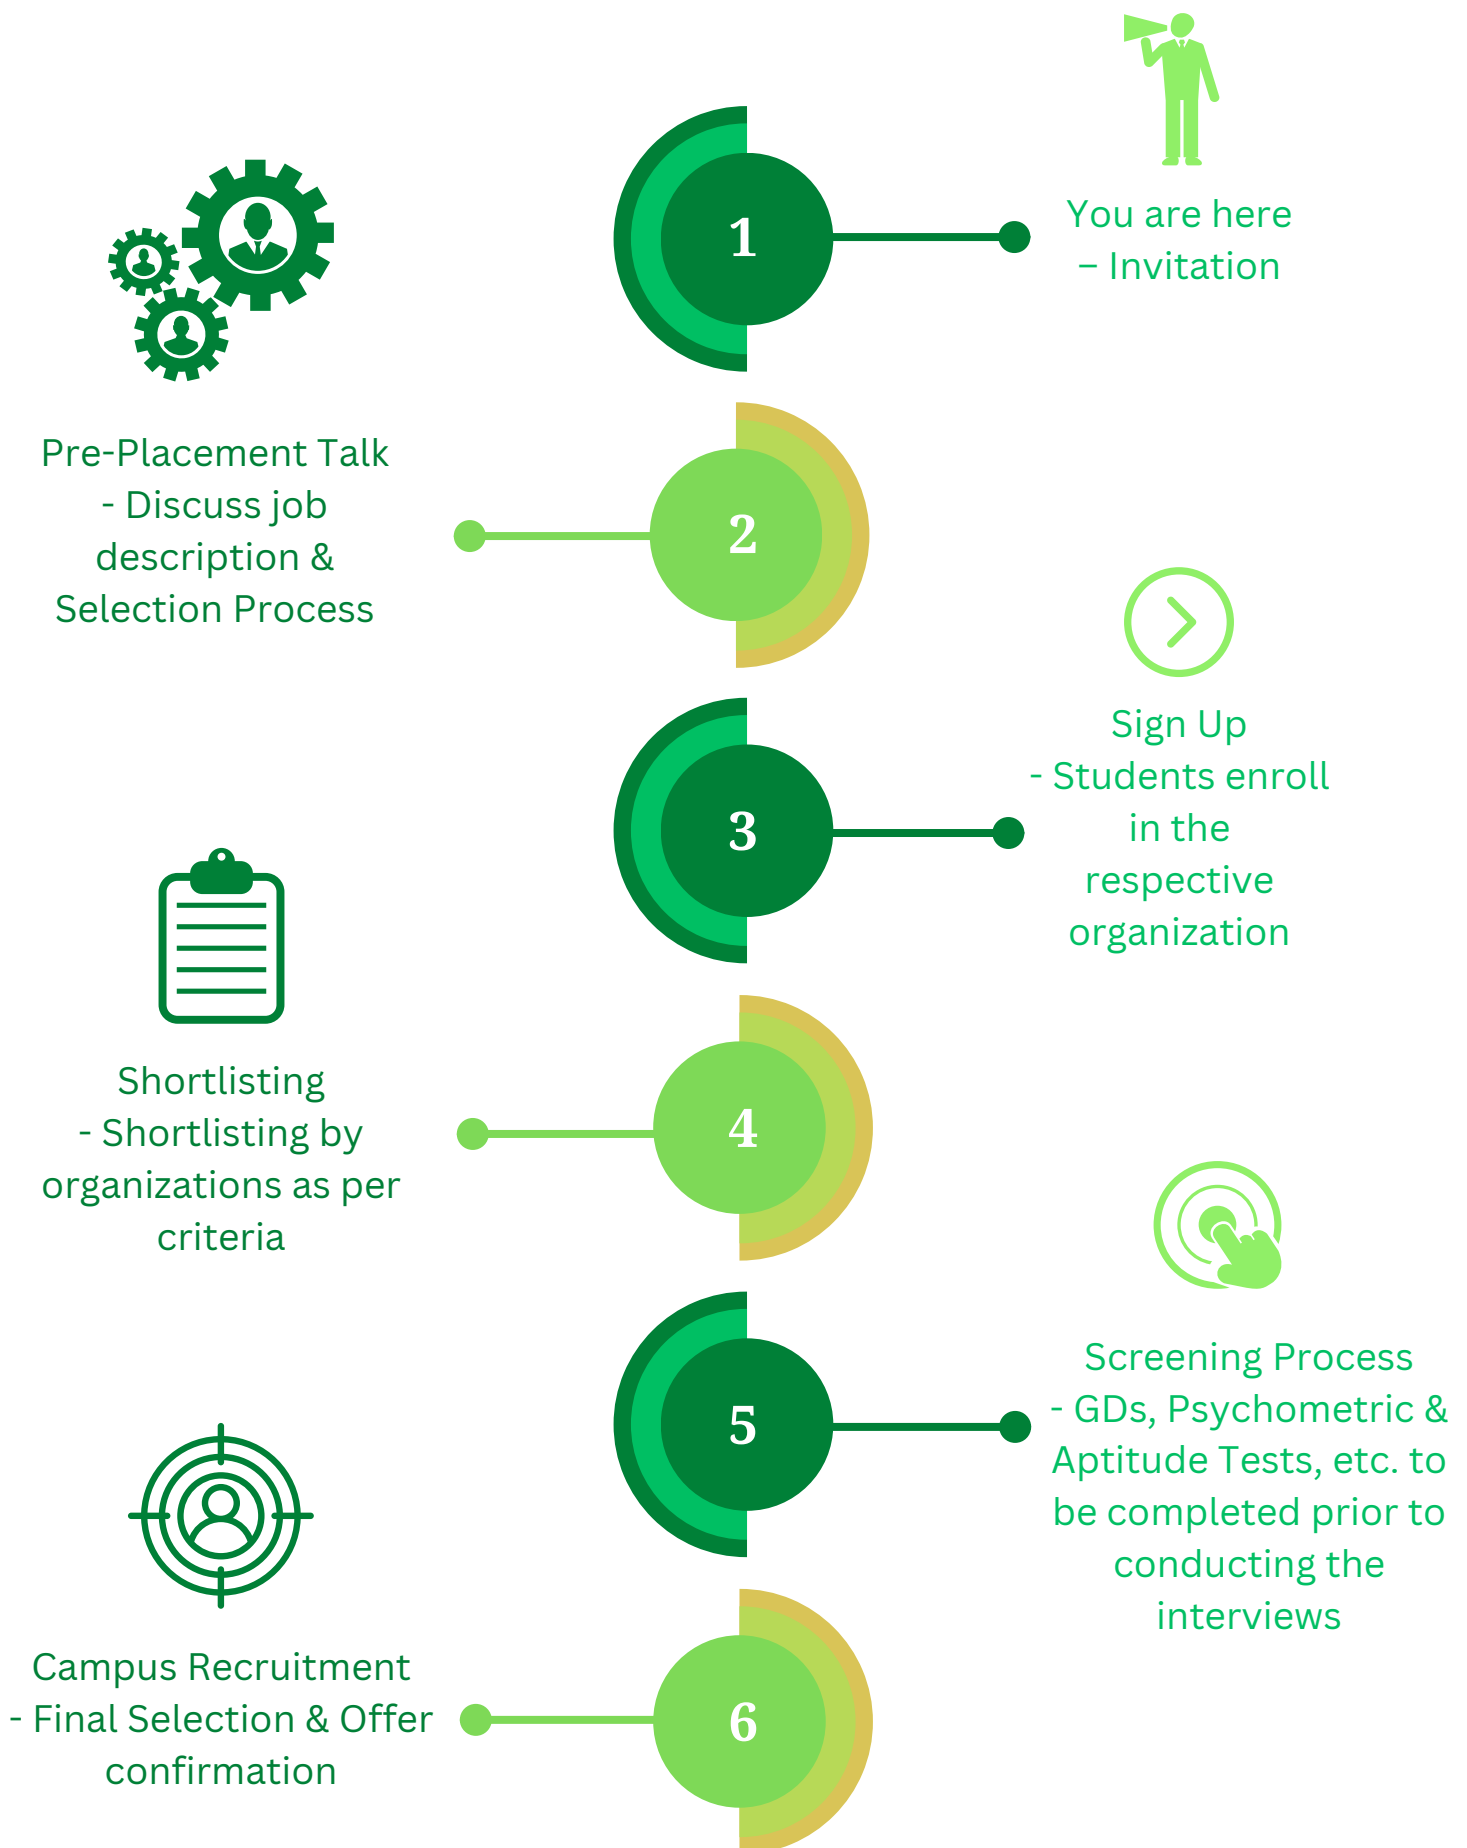 1
You are here
– Invitation
Pre-Placement Talk
- Discuss job
description &
Selection Process
2
3
Sign Up
- Students enroll
in the
respective
organization
Shortlisting
- Shortlisting by
organizations as per
criteria
4
5
Screening Process
- GDs, Psychometric &
Aptitude Tests, etc. to
be completed prior to
conducting the
interviews
Campus Recruitment
- Final Selection & Offer
confirmation
6